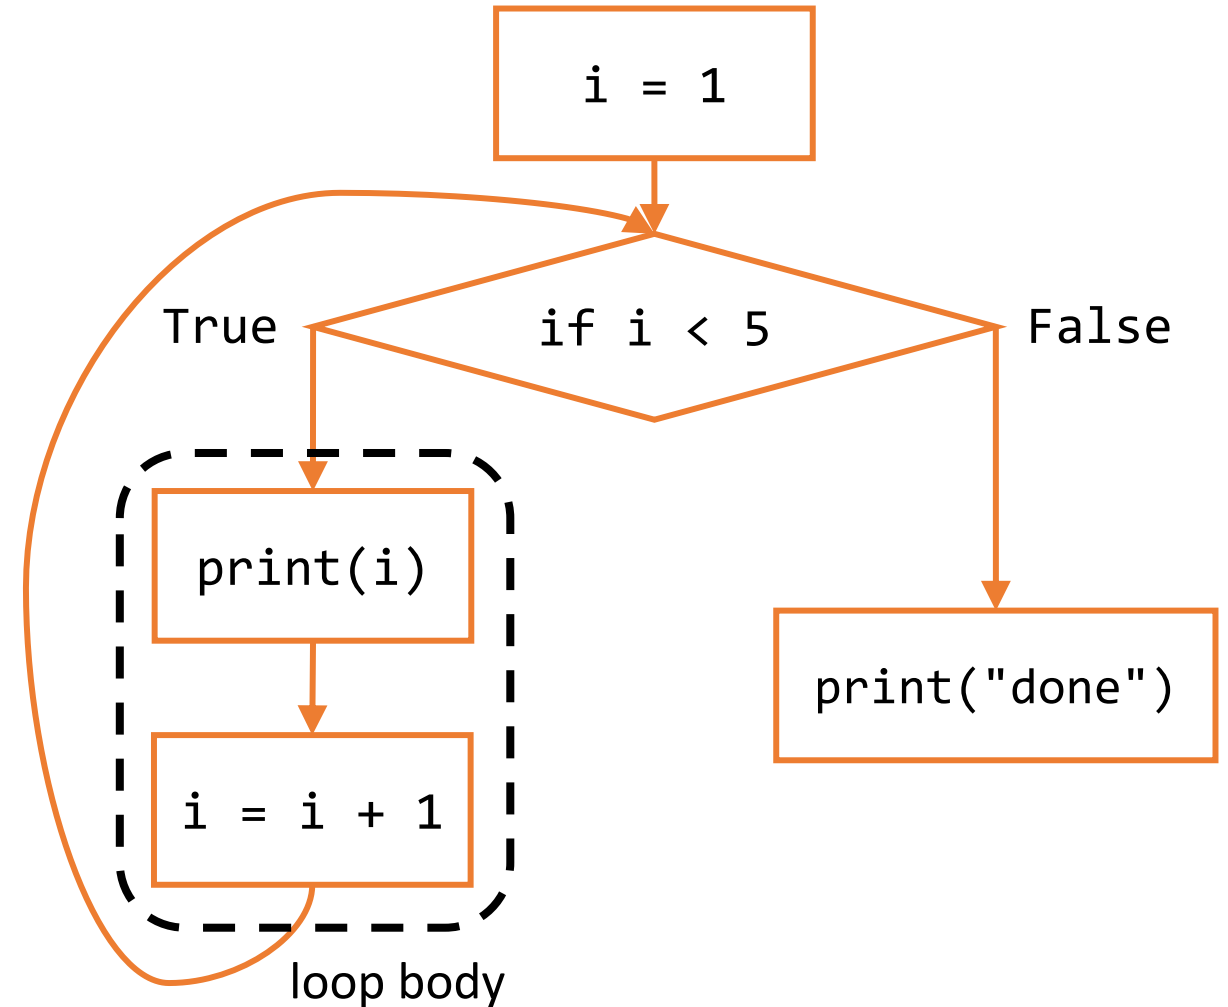 i = 1
True
if i < 5
False
print(i)
print("done")
i = i + 1
loop body